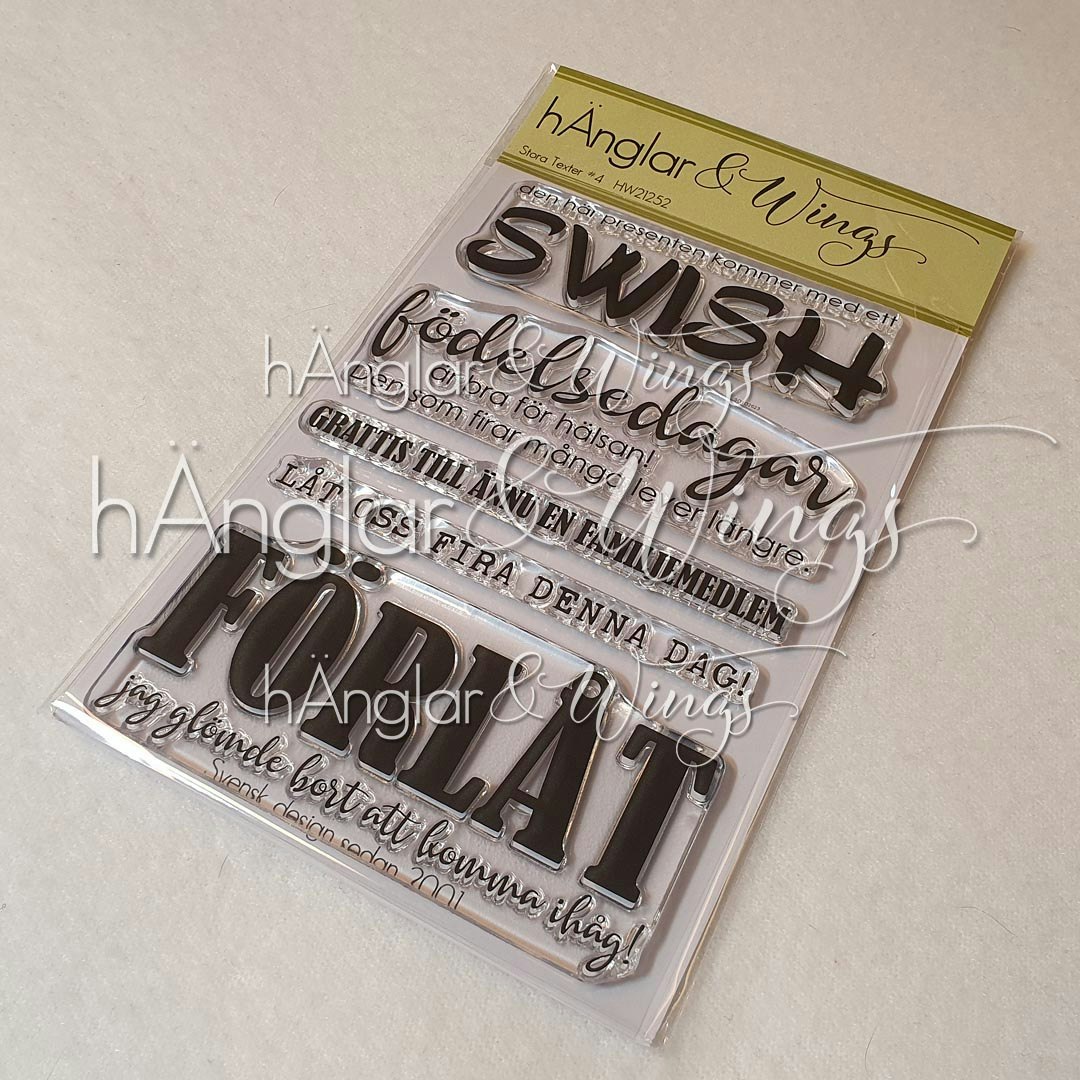 hÄnglar & Wings
Stora Texter #4 HW21252
den här presenten kommer med ett
SWISH
födelsedagar
är bra för hälsan!
Den som firar många lever längre.
GRATTIS TILL ÄNNU EN FAMILJEMEDLEM
LÅT OSS FIRA DENNA DAG!
FÖRLÅT
jag glömde bort att komma ihåg!
Svensk design sedan 2001
hÄnglar & Wings
hÄnglar & Wings
hÄnglar & Wings